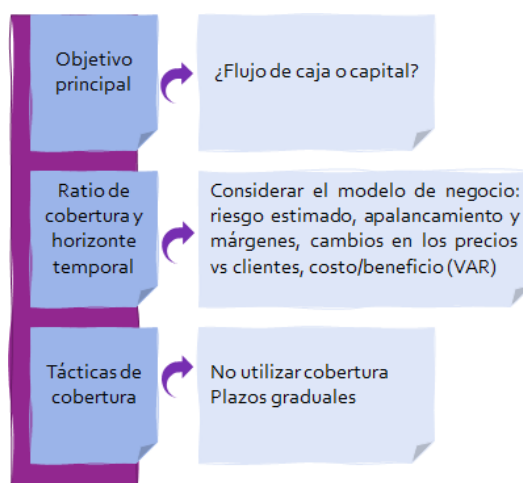 Objetivo
principal
¿Flujo de caja o capital?
Ratio de
cobertura y
horizonte
temporal
Considerar el modelo de negocio:
riesgo estimado, apalancamiento y
márgenes, cambios en los precios
vs clientes, costo/beneficio (VAR)
Tácticas de
cobertura
No utilizar cobertura
Plazos graduales